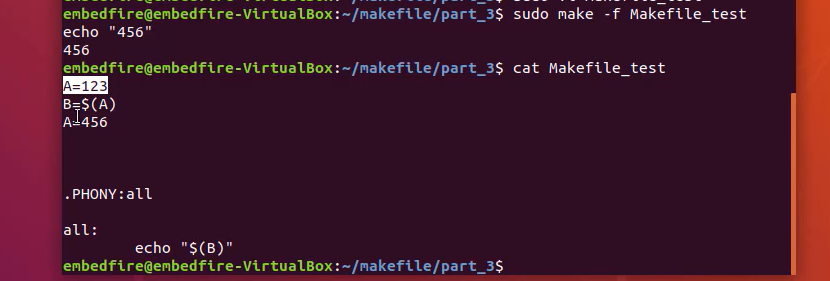 embedfire@embedfire-VirtualBox:~/makefile/part_3$ sudo make -f Makefile_test
echo "456"
456
embedfire@embedfire-VirtualBox:~/makefile/part_3$ cat Makefile_test
A=123
B=$(A)
A=456
.PHONY:all
all:
echo "$(B)"
embedfire@embedfire-VirtualBox:~/makefile/part_3$